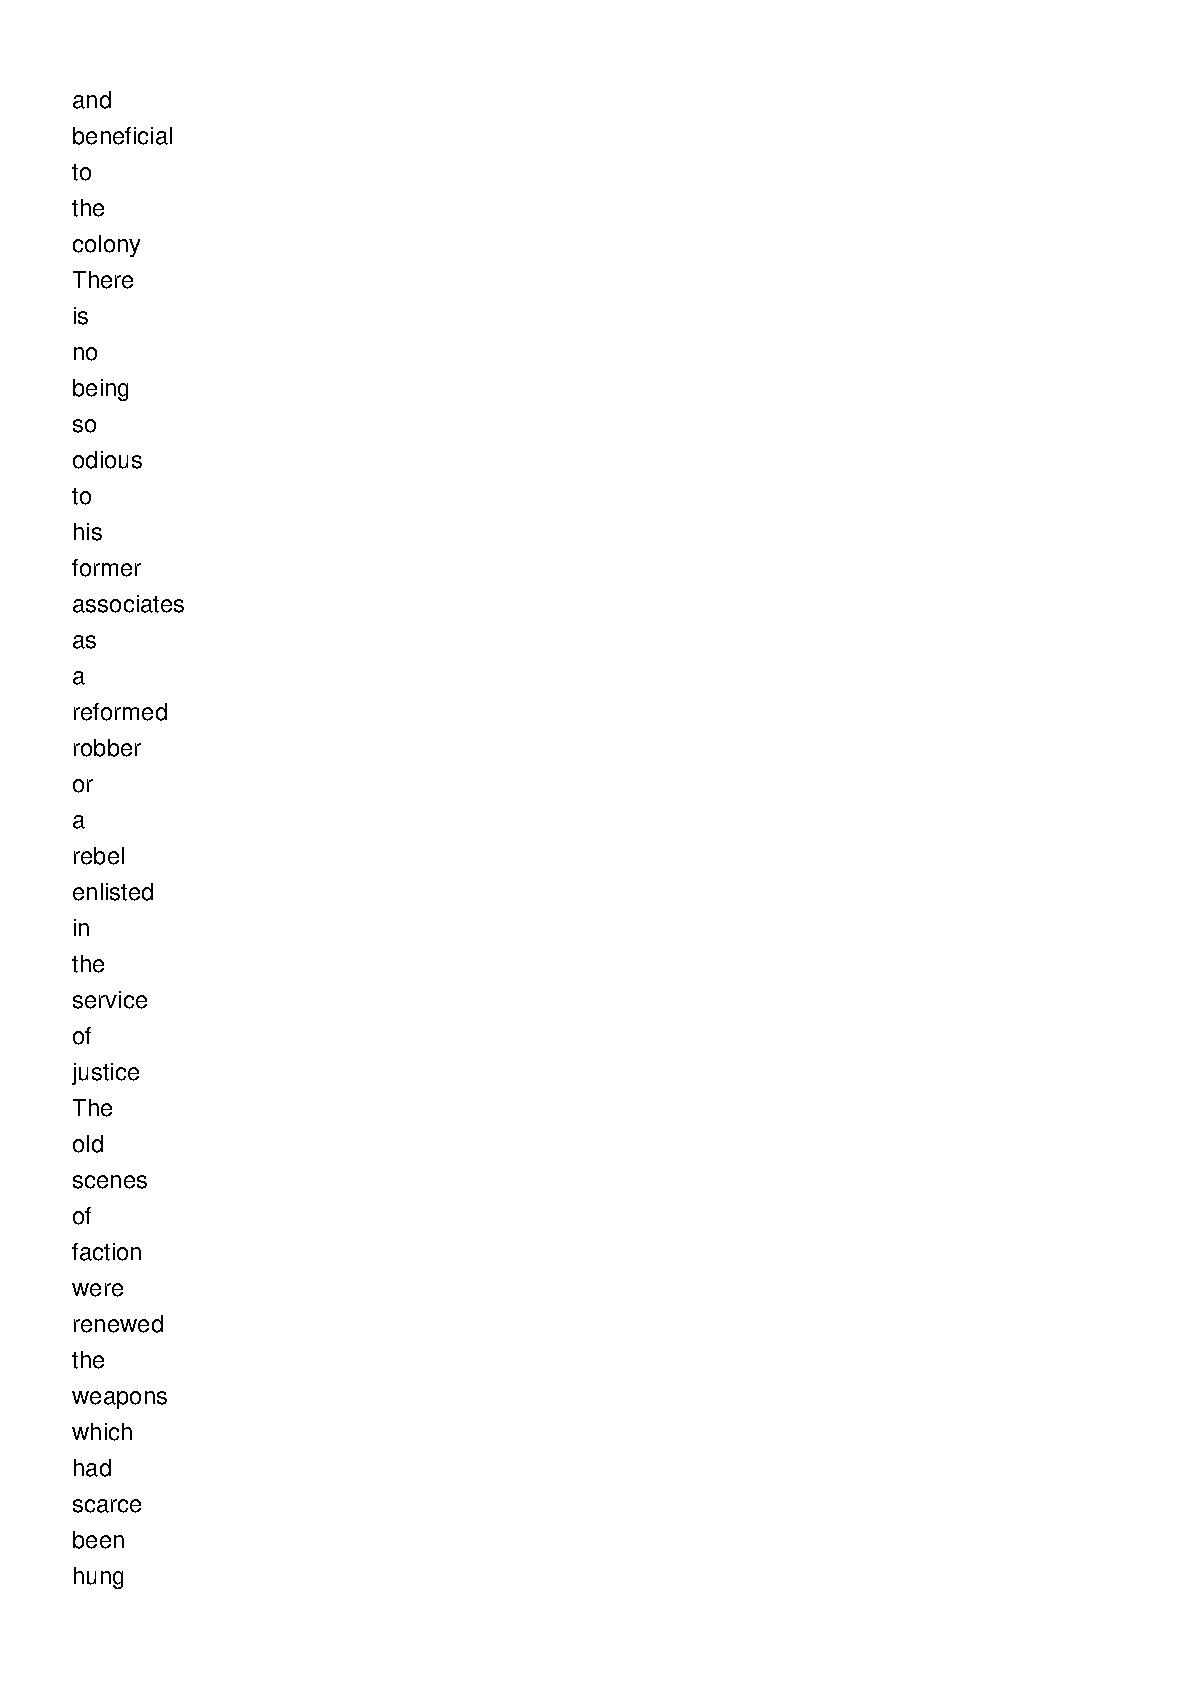 and
beneficial
to
the
colony
There
is
no
being
so
odious
to
his
former
associates
as
a
reformed
robber
or
a
rebel
enlisted
in
the
service
of
justice
The
old
scenes
of
faction
were
renewed
the
weapons
which
had
scarce
been
hung